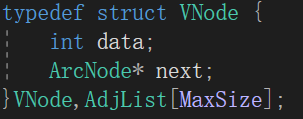 typedef struct VNode {
    int data;
    ArcNode* next;
}VNode,AdjList[MaxSize];